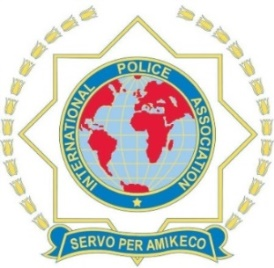 INTERNATIONAL POLICE ASSOCIATION
SERVO PER AMIKECO